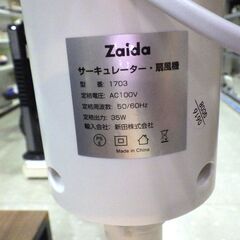 Zaida
サーキュレーター・扇風機
型 番: 1703
定格電圧: AC100V
定格周波数: 50/60Hz
定格出力: 35W
輸入会社: 新田株式会社
Made in China